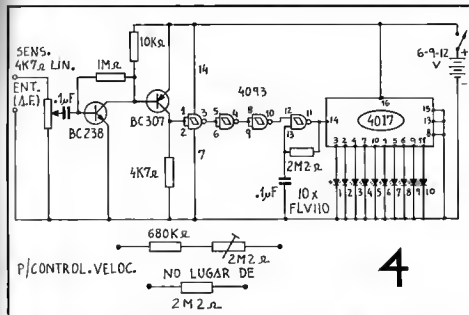 SENS.
4K7Ω LIN.
ENT.
(A.F.)
.1µF
1MΩ
10KΩ
BC238
BC307
4K7Ω
14
7
1
2
3
5
6
4
8
9
10
12
13
11
4093
2M2Ω
.1µF
10x
FLV110
14
16
4017
15
13
8
3 2 4 7 10 1 5 6 9 11
1 2 3 4 5 6 7 8 9 10
6-9-12
V
+
-
P/CONTROL.VELOC.
680KΩ
2M2Ω
NO LUGAR DE
2M2Ω
4